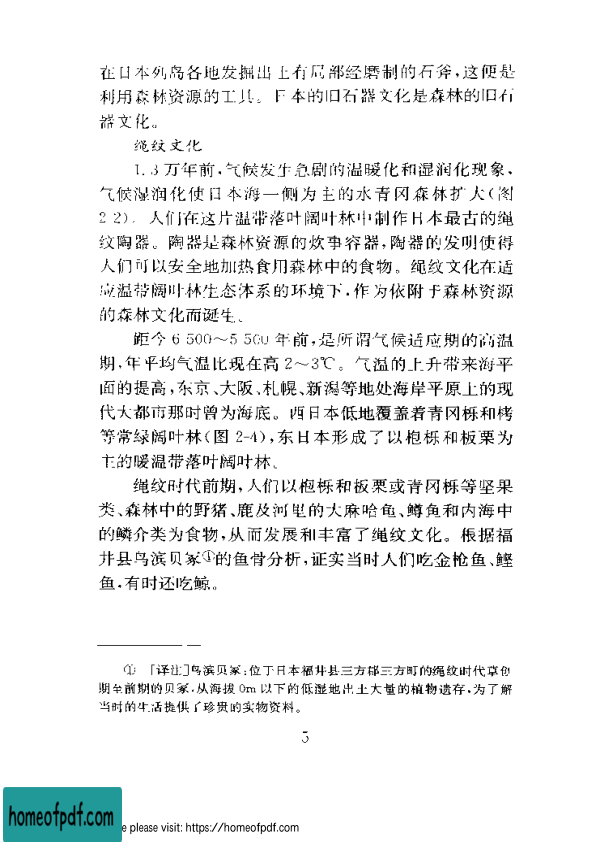 在日本列岛各地发掘出土有局部经磨制的石斧,这便是
利用森林资源的工具。日本的旧石器文化是森林的旧石
器文化。
绳纹文化
1.3 万年前,气候发生急剧的温暖化和湿润化现象,
气候湿润化使日本海一侧为主的水青冈森林扩大(图
2-2)。人们在这片温带落叶阔叶林中制作日本最古的绳
纹陶器。陶器是森林资源的炊事容器,陶器的发明使得
人们可以安全地加热食用森林中的食物。绳纹文化在适
应温带阔叶林生态体系的环境下,作为依附于森林资源
的森林文化而诞生。
距今 6 500～5 500 年前,是所谓气候适应期的高温
期,年平均气温比现在高 2～3℃。气温的上升带来海平
面的提高,东京、大阪、札幌、新潟等地处海岸平原上的现
代大都市那时曾为海底。西日本低地覆盖着青冈栎和栲
等常绿阔叶林(图 2-4),东日本形成了以枹栎和板栗为
主的暖温带落叶阔叶林。
绳纹时代前期,人们以枹栎和板栗或青冈栎等坚果
类、森林中的野猪、鹿及河里的大麻哈鱼、鳟鱼和内海中
的鳞介类为食物,从而发展和丰富了绳纹文化。根据福
井县鸟滨贝冢①的鱼骨分析,证实当时人们吃金枪鱼、鲣
鱼,有时还吃鲸。
① [译注]鸟滨贝冢:位于日本福井县三方郡三方町的绳纹时代草创
期至前期的贝冢,从海拔 0m 以下的低湿地出土大量的植物遗存,为了解
当时的生活提供了珍贵的实物资料。
5
homeofpdf.com
e please visit: https://homeofpdf.com